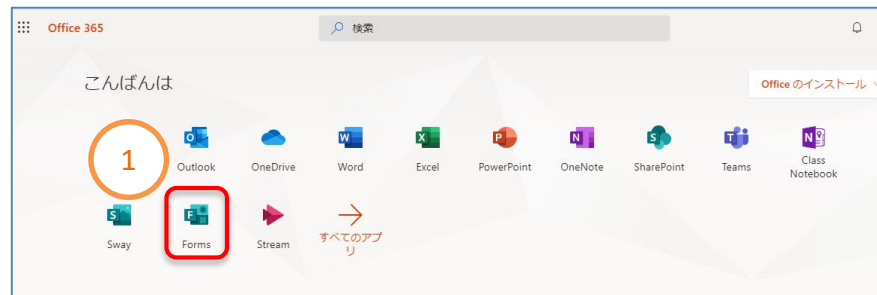 Office 365
検索
こんばんは
Office のインストール
1
Outlook
OneDrive
Word
Excel
PowerPoint
OneNote
SharePoint
Teams
Class
Notebook
Sway
Forms
Stream
すべてのアプ
リ